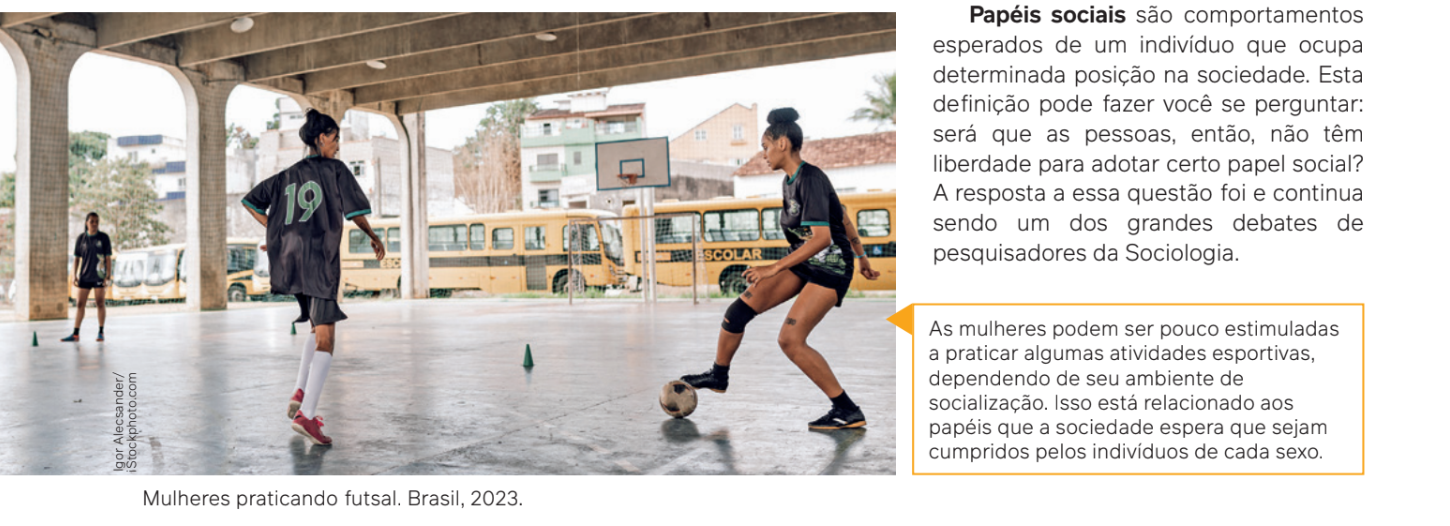 Papéis sociais são comportamentos
esperados de um indivíduo que ocupa
determinada posição na sociedade. Esta
definição pode fazer você se perguntar:
será que as pessoas, então, não têm
liberdade para adotar certo papel social?
A resposta a essa questão foi e continua
sendo um dos grandes debates de
pesquisadores da Sociologia.
As mulheres podem ser pouco estimuladas
a praticar algumas atividades esportivas,
dependendo de seu ambiente de
socialização. Isso está relacionado aos
papéis que a sociedade espera que sejam
cumpridos pelos indivíduos de cada sexo.
19
ESCOLAR
Igor Alecsander/
iStockphoto.com
Mulheres praticando futsal. Brasil, 2023.